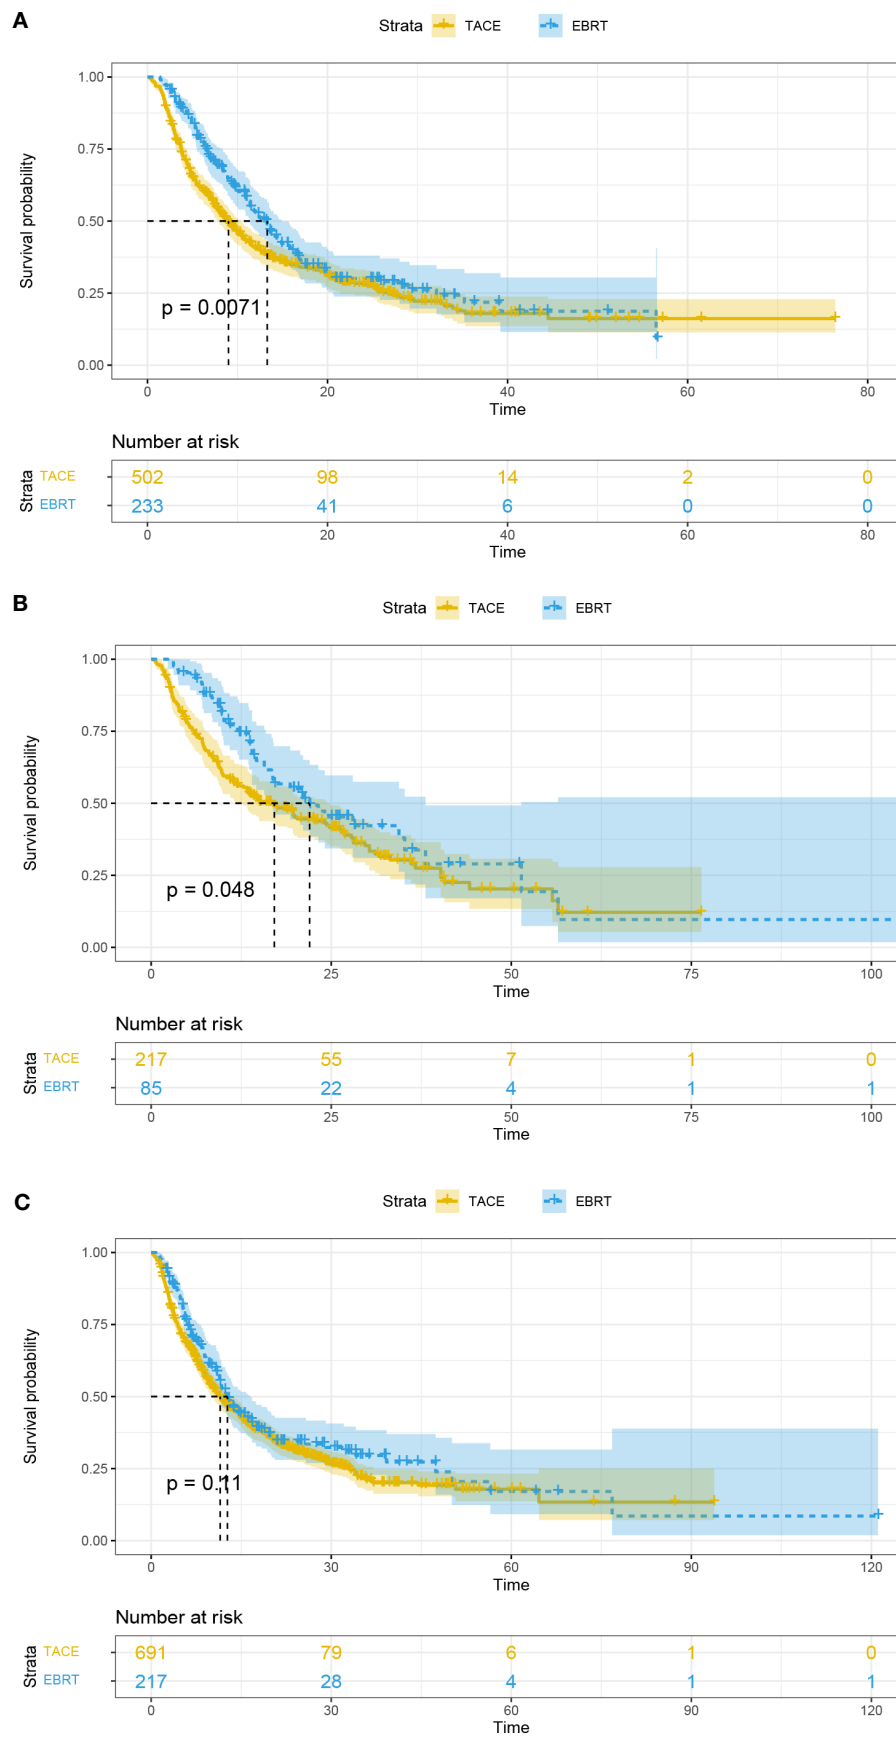 A
Strata TACE EBRT
Survival probability
1.00
0.75
0.50
0.25
0.00
p = 0.0071
0 20 40 60 80
Time
Number at risk
Strata
TACE 502 98 14 2 0
EBRT 233 41 6 0 0
0 20 40 60 80
Time
B
Strata TACE EBRT
Survival probability
1.00
0.75
0.50
0.25
0.00
p = 0.048
0 25 50 75 100
Time
Number at risk
Strata
TACE 217 55 7 1 0
EBRT 85 22 4 1 1
0 25 50 75 100
Time
C
Strata TACE EBRT
Survival probability
1.00
0.75
0.50
0.25
0.00
p = 0.11
0 30 60 90 120
Time
Number at risk
Strata
TACE 691 79 6 1 0
EBRT 217 28 4 1 1
0 30 60 90 120
Time